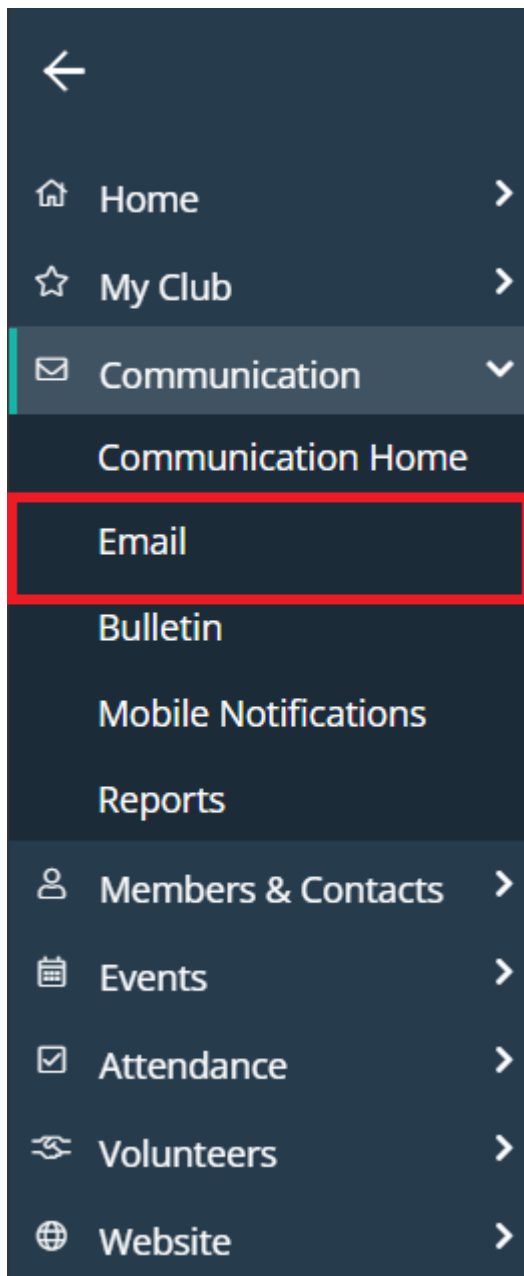 Home
My Club
Communication
Communication Home
Email
Bulletin
Mobile Notifications
Reports
Members & Contacts
Events
Attendance
Volunteers
Website